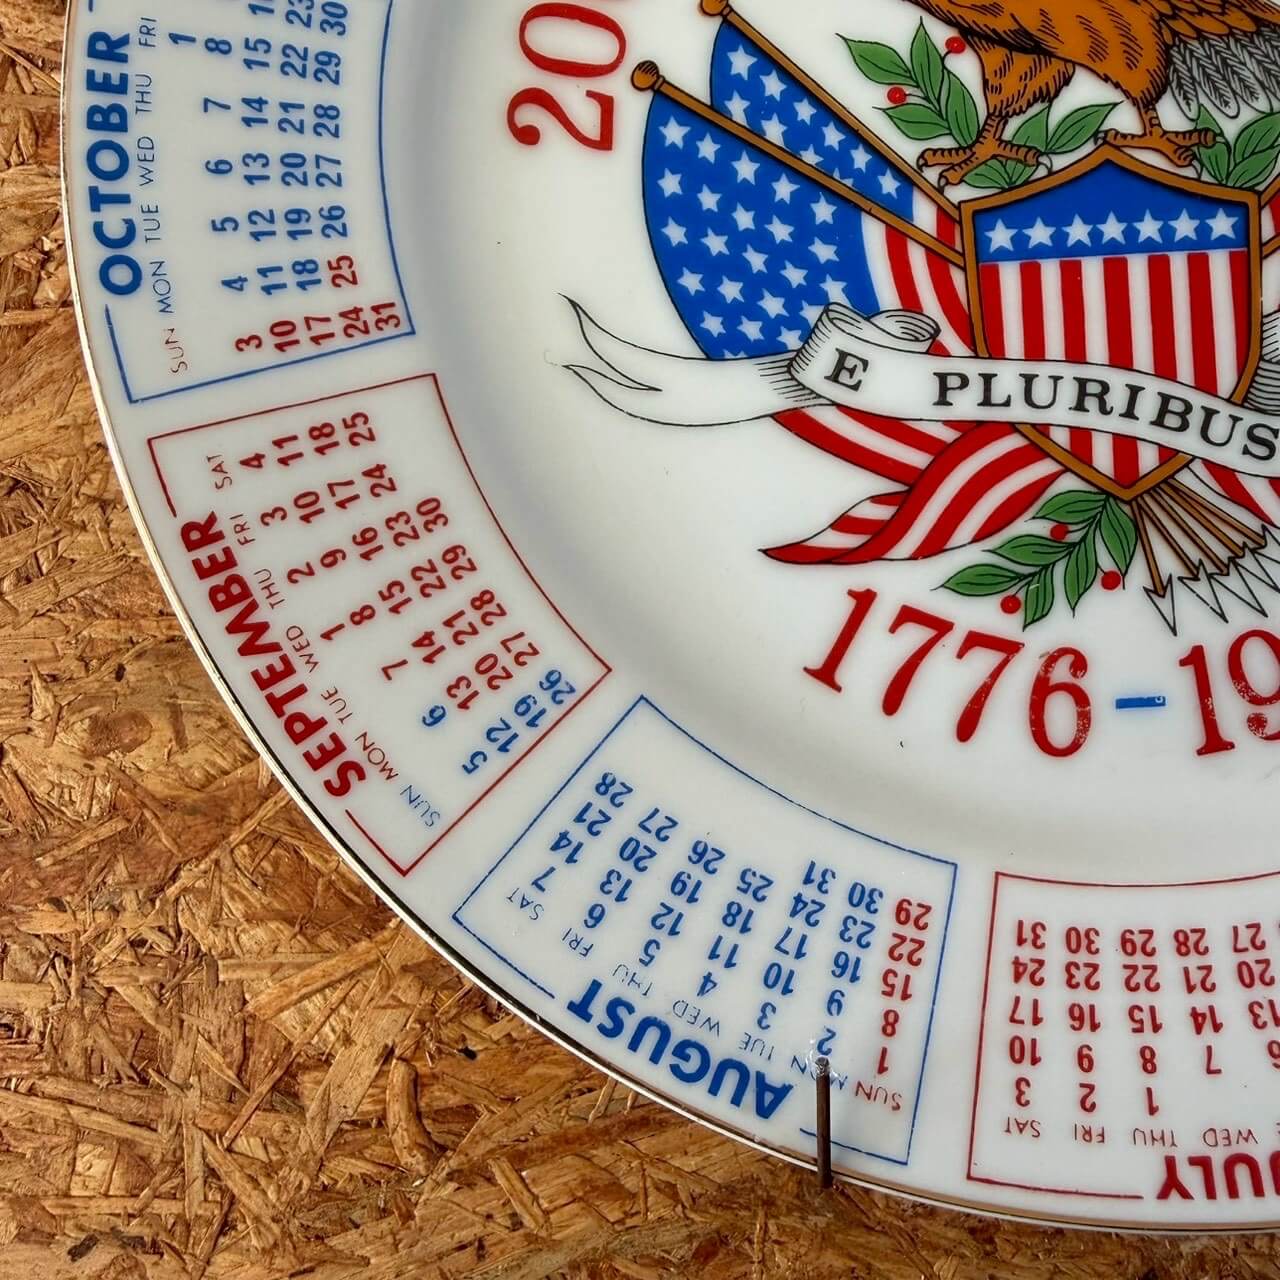 200
E PLURIBUS
1776-19
OCTOBER
SUN MON TUE WED THU FRI
1
3 4 5 6 7 8
10 11 12 13 14 15
17 18 19 20 21 22 23
24 25 26 27 28 29 30
31
SEPTEMBER
SUN MON TUE WED THU FRI SAT
1 2 3 4
5 6 7 8 9 10 11
12 13 14 15 16 17 18
19 20 21 22 23 24 25
26 27 28 29 30
AUGUST
SUN MON TUE WED THU FRI SAT
1 2 3 4 5 6 7
8 9 10 11 12 13 14
15 16 17 18 19 20 21
22 23 24 25 26 27 28
29 30 31
JULY
WED THU FRI SAT
1 2 3
7 8 9 10
13 14 15 16 17
20 21 22 23 24
27 28 29 30 31